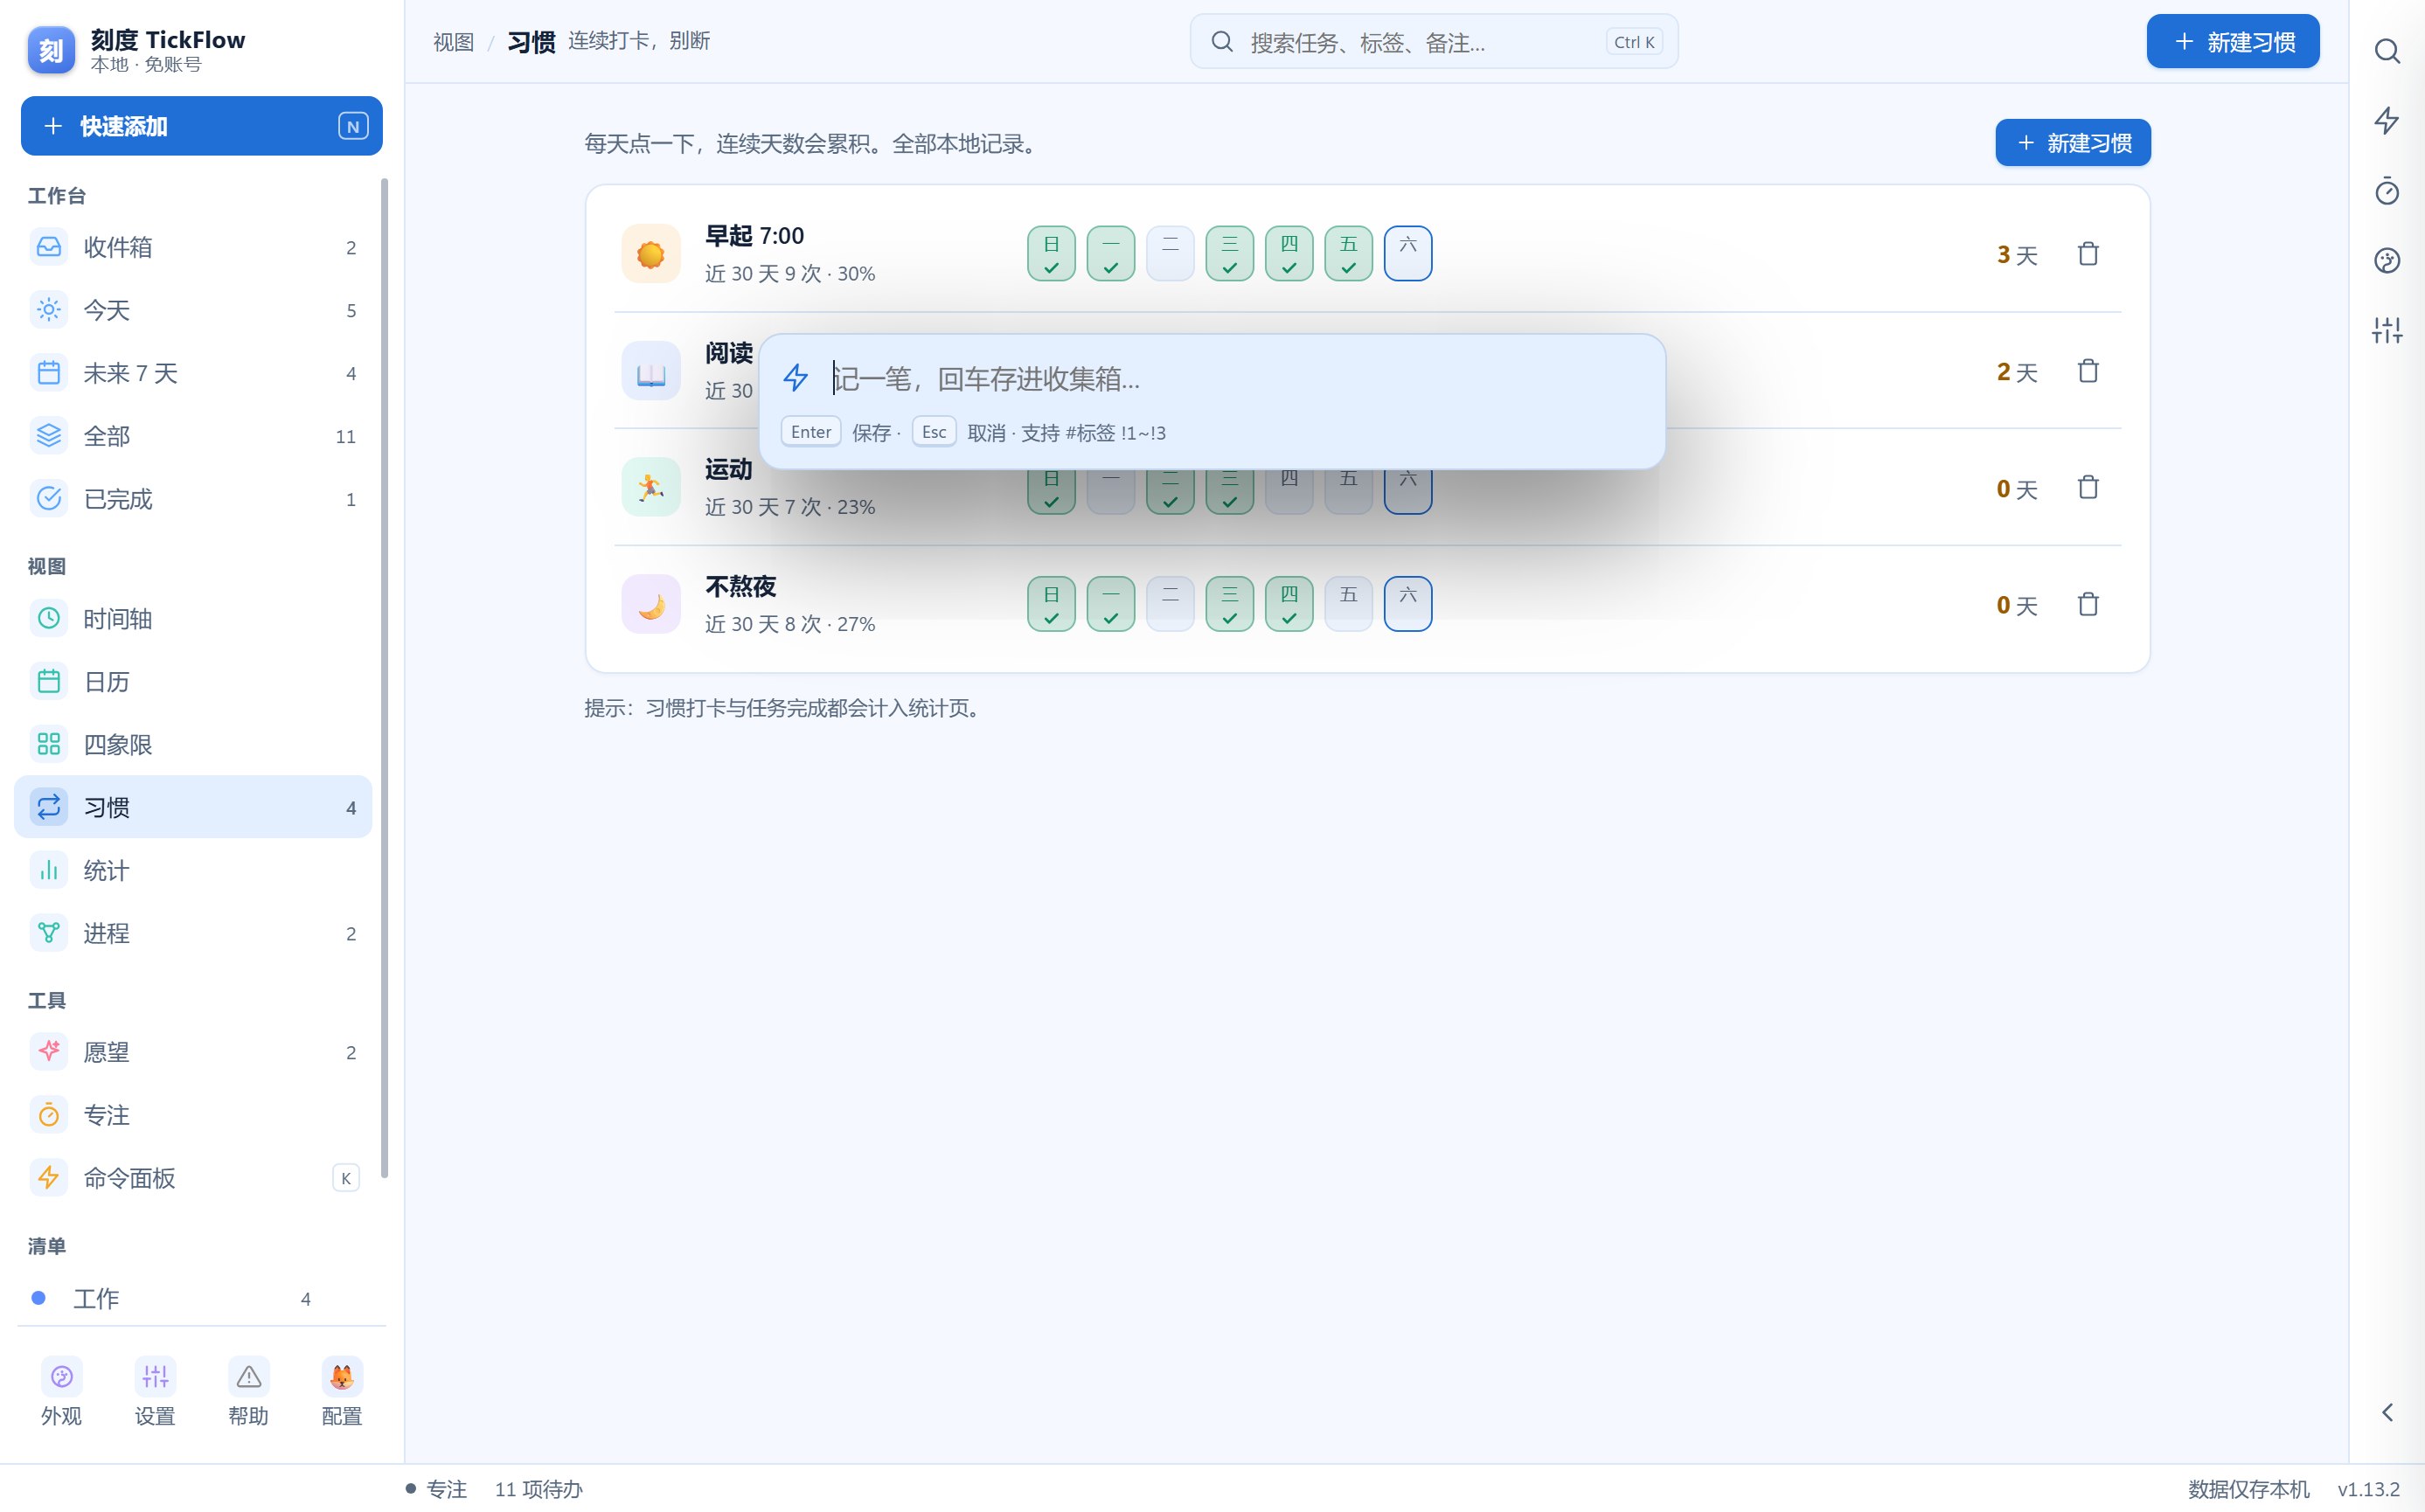 刻 刻度 TickFlow
本地 · 免账号
快速添加 N
工作台
收件箱 2
今天 5
未来 7 天 4
全部 11
已完成 1
视图
时间轴
日历
四象限
习惯 4
统计
进程 2
工具
愿望 2
专注
命令面板 K
清单
工作 4
外观 设置 帮助 配置
视图 / 习惯 连续打卡，别断
搜索任务、标签、备注... Ctrl K
新建习惯
每天点一下，连续天数会累积。全部本地记录。
新建习惯
早起 7:00
近 30 天 9 次 · 30%
日 一 二 三 四 五 六
3 天
阅读
近 30
2 天
记一笔，回车存进收集箱...
Enter 保存 · Esc 取消 · 支持 #标签 !1~!3
运动
近 30 天 7 次 · 23%
日 一 二 三 四 五 六
0 天
不熬夜
近 30 天 8 次 · 27%
日 一 二 三 四 五 六
0 天
提示：习惯打卡与任务完成都会计入统计页。
专注 11 项待办
数据仅存本机 v1.13.2